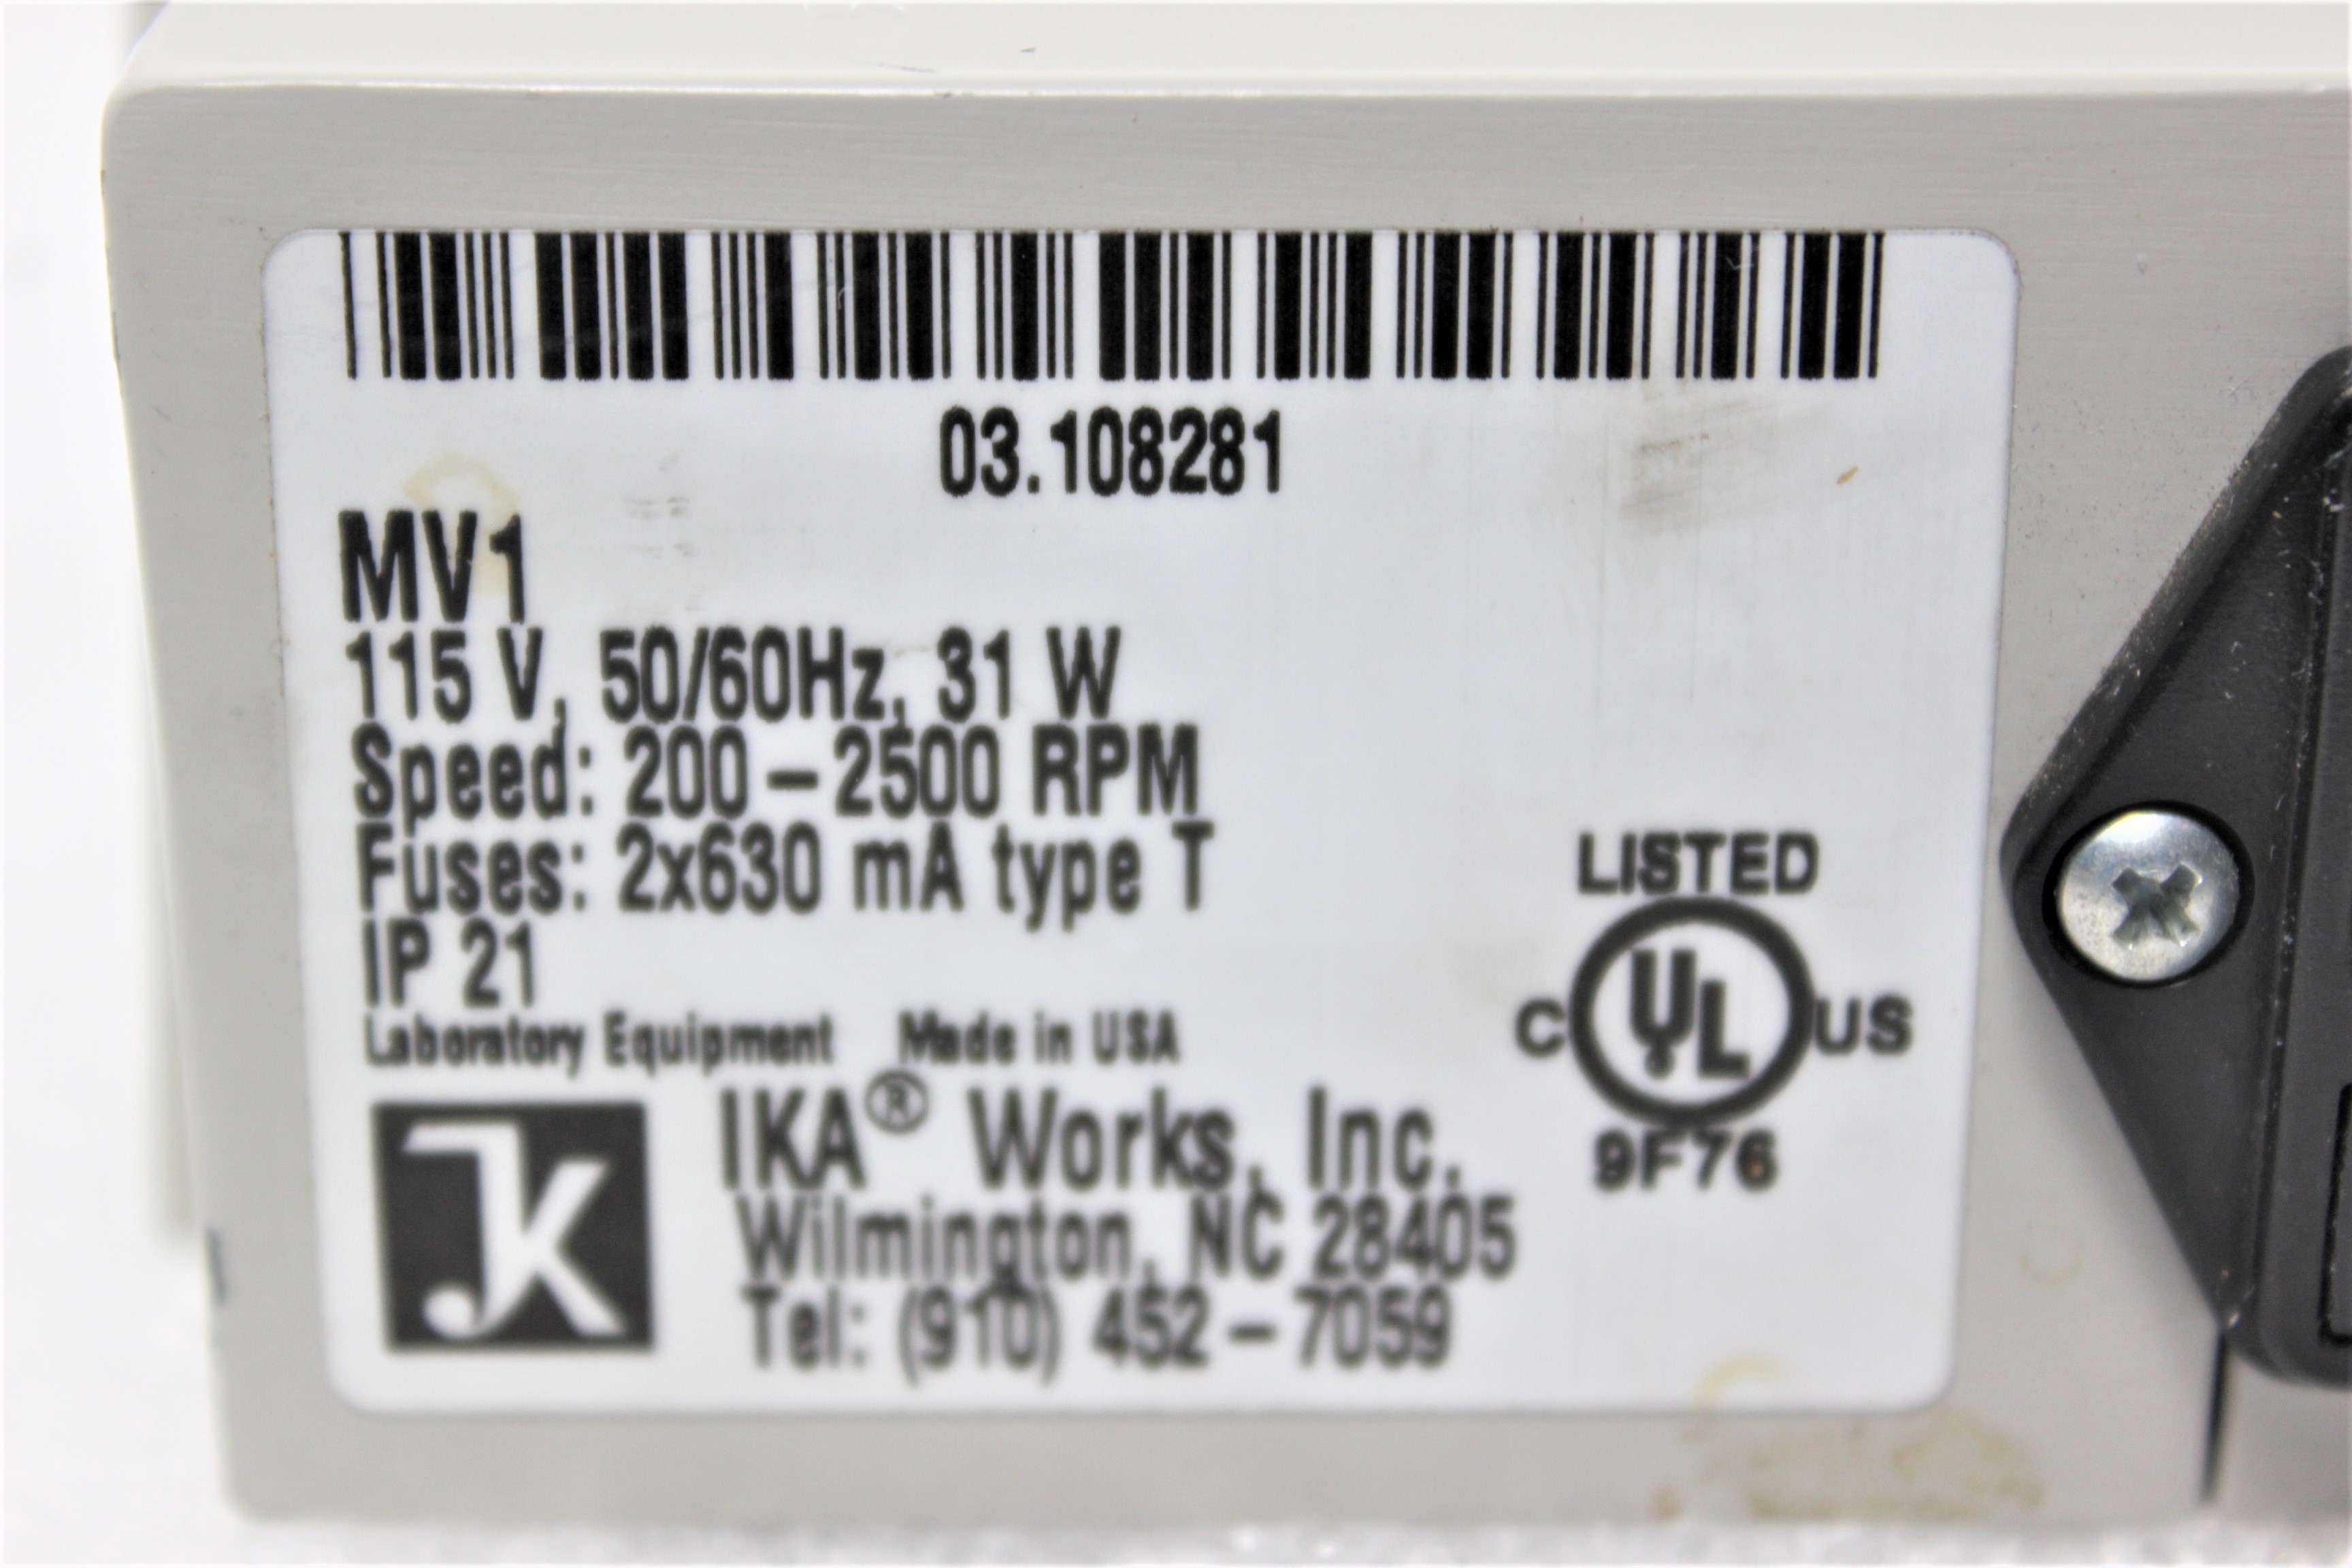 03.108281
MV1
115 V, 50/60Hz, 31 W
Speed: 200 – 2500 RPM
Fuses: 2x630 mA type T
IP 21
Laboratory Equipment Made in USA
IKA® Works, Inc.
Wilmington, NC 28405
Tel: (910) 452 – 7059
LISTED
C UL US
9F76